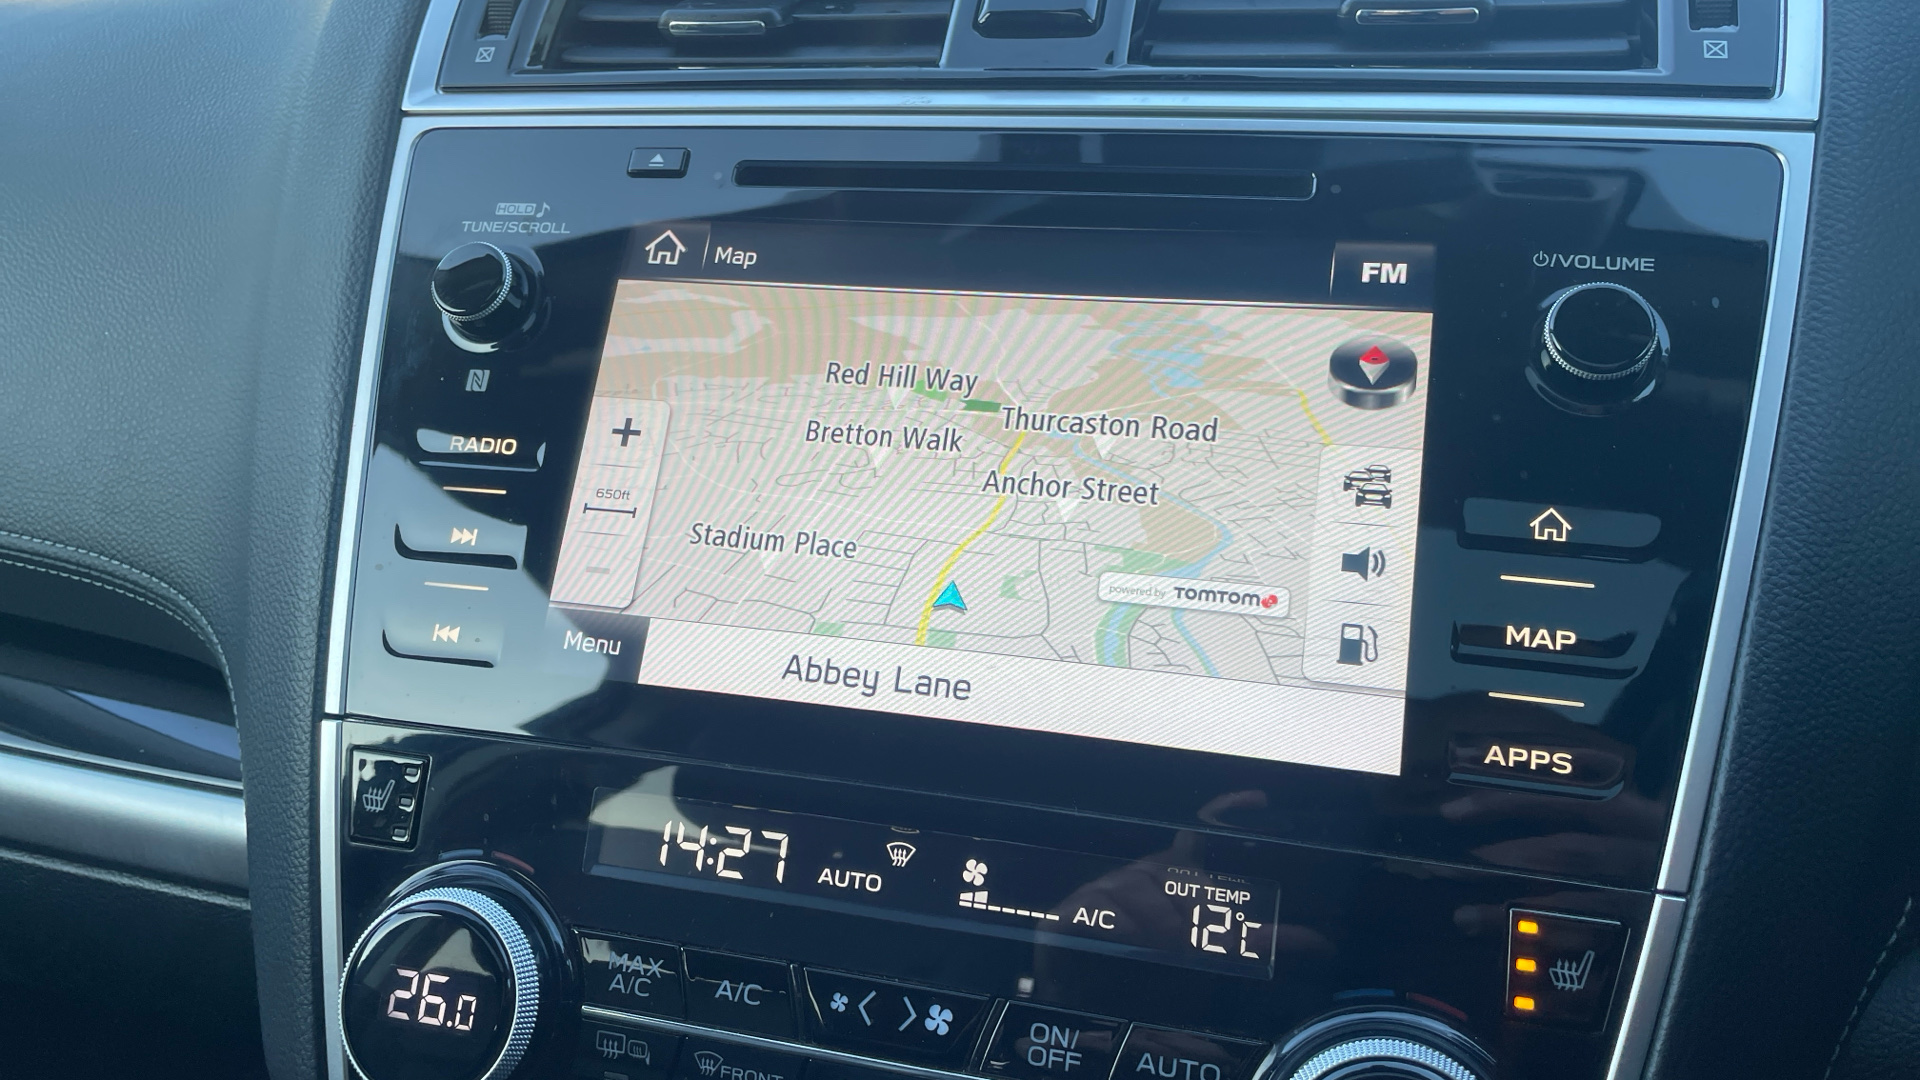 HOLD
TUNE/SCROLL
Map
FM
/VOLUME
RADIO
Red Hill Way
Thurcaston Road
Bretton Walk
Anchor Street
650ft
Stadium Place
powered by TOMTOM
Menu
Abbey Lane
MAP
APPS
14:27
AUTO
A/C
OUT TEMP
12°C
26.0
MAX
A/C
A/C
ON/
OFF
AUTO
FRONT